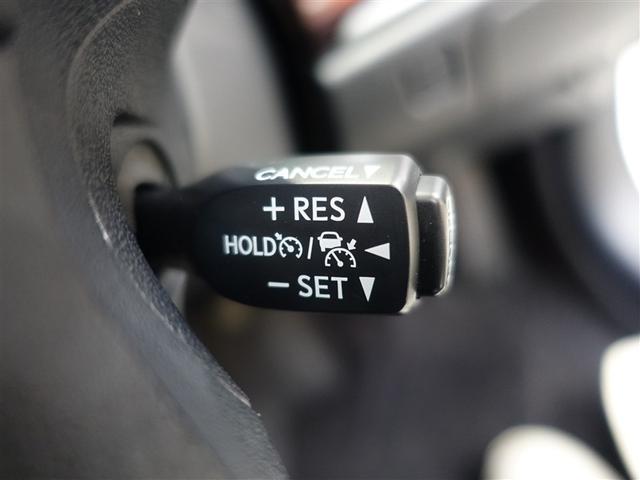 CANCEL ▼
+ RES ▲
HOLD / ◀
− SET ▼